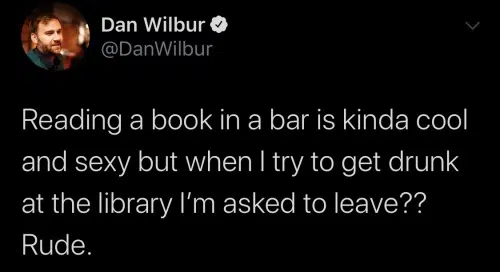 Dan Wilbur
@DanWilbur
Reading a book in a bar is kinda cool
and sexy but when I try to get drunk
at the library I’m asked to leave??
Rude.